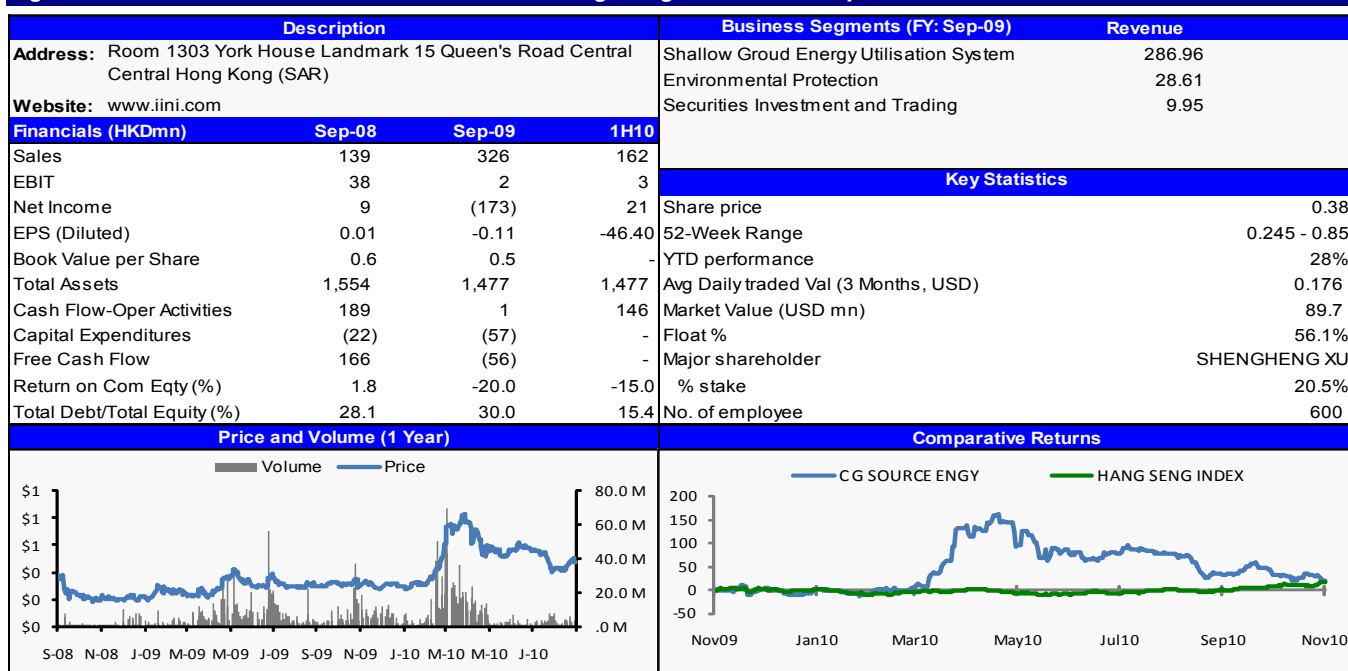 Description
Address: Room 1303 York House Landmark 15 Queen's Road Central
Central Hong Kong (SAR)
Website: www.iini.com
Business Segments (FY: Sep-09) Revenue
Shallow Groud Energy Utilisation System 286.96
Environmental Protection 28.61
Securities Investment and Trading 9.95
Financials (HKDmn) Sep-08 Sep-09 1H10
Sales 139 326 162
EBIT 38 2 3
Net Income 9 (173) 21
EPS (Diluted) 0.01 -0.11 -46.40
Book Value per Share 0.6 0.5 -
Total Assets 1,554 1,477 1,477
Cash Flow-Oper Activities 189 1 146
Capital Expenditures (22) (57) -
Free Cash Flow 166 (56) -
Return on Com Eqty (%) 1.8 -20.0 -15.0
Total Debt/Total Equity (%) 28.1 30.0 15.4
Key Statistics
Share price 0.38
52-Week Range 0.245 - 0.85
YTD performance 28%
Avg Daily traded Val (3 Months, USD) 0.176
Market Value (USD mn) 89.7
Float % 56.1%
Major shareholder SHENGHENG XU
% stake 20.5%
No. of employee 600
Price and Volume (1 Year)
Volume Price
$1 80.0 M
$1 60.0 M
$1
$0 40.0 M
$0 20.0 M
$0 .0 M
S-08 N-08 J-09 M-09 M-09 J-09 S-09 N-09 J-10 M-10 M-10 J-10
Comparative Returns
CG SOURCE ENGY HANG SENG INDEX
200
150
100
50
0
-50
Nov09 Jan10 Mar10 May10 Jul10 Sep10 Nov10